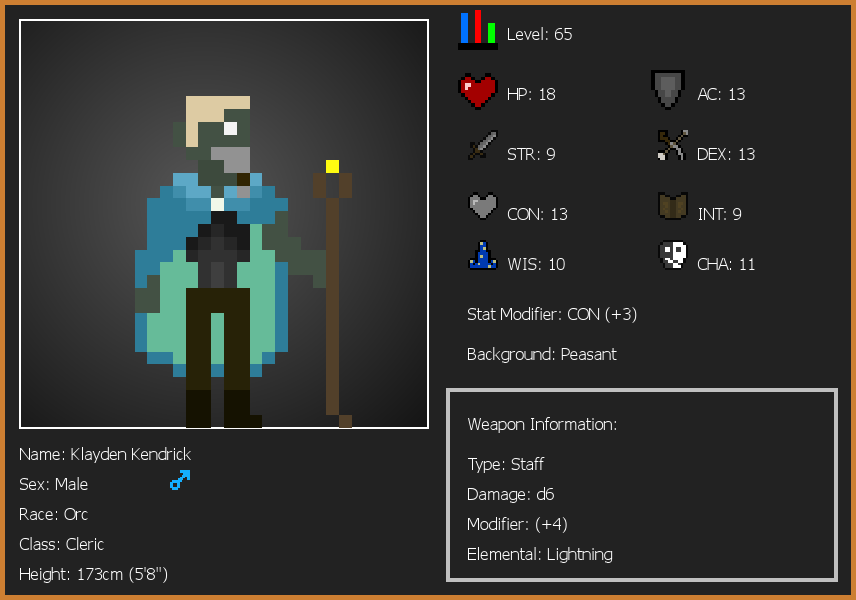 Level: 65
HP: 18
AC: 13
STR: 9
DEX: 13
CON: 13
INT: 9
WIS: 10
CHA: 11
Stat Modifier: CON (+3)
Background: Peasant
Weapon Information:
Type: Staff
Damage: d6
Modifier: (+4)
Elemental: Lightning
Name: Klayden Kendrick
Sex: Male
Race: Orc
Class: Cleric
Height: 173cm (5'8")